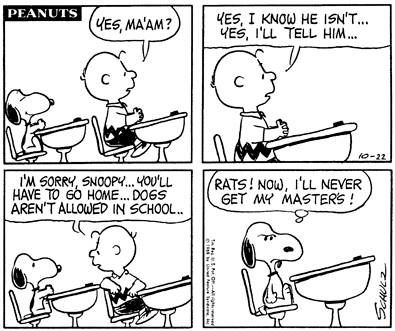 PEANUTS
YES, MA'AM?
YES, I KNOW HE ISN'T...
YES, I'LL TELL HIM...
10-22
I'M SORRY, SNOOPY... YOU'LL
HAVE TO GO HOME... DOGS
AREN'T ALLOWED IN SCHOOL..
RATS! NOW, I'LL NEVER
GET MY MASTER'S!
SCHULZ